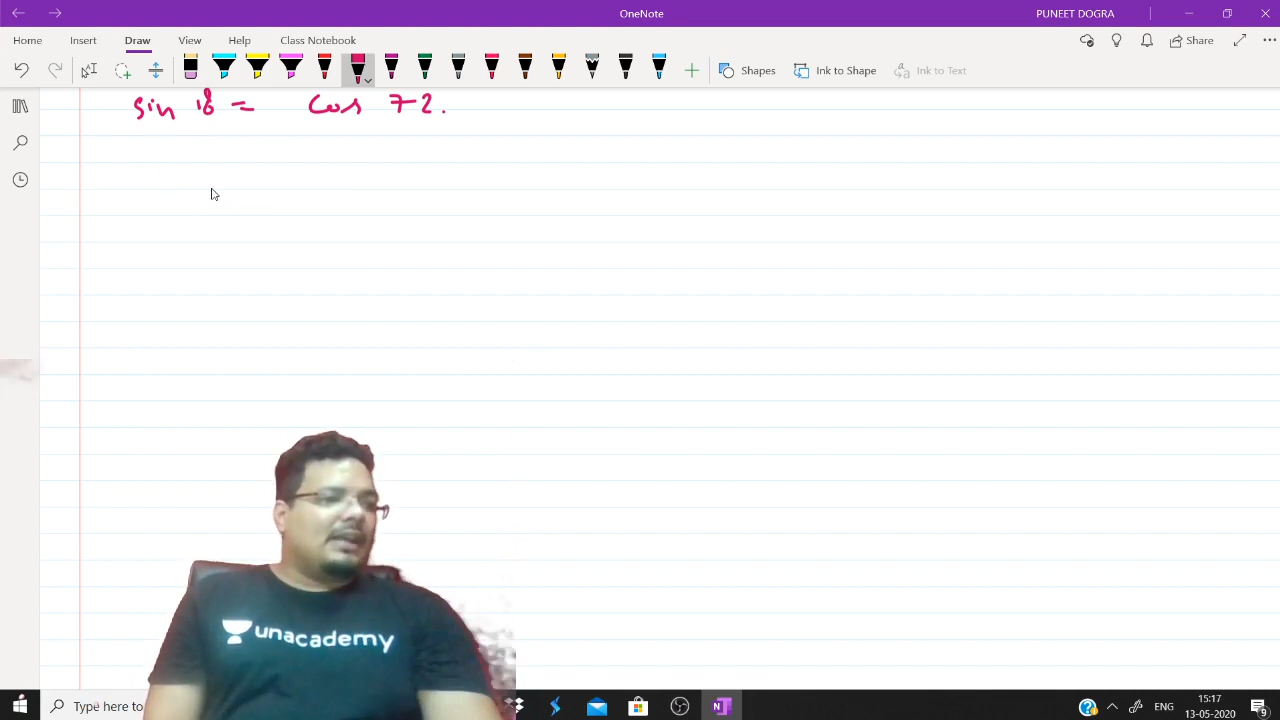 OneNote
PUNEET DOGRA
Home Insert Draw View Help Class Notebook
Share
Shapes
Ink to Shape
Ink to Text
sin 18 = cos 72.
unacademy
Type here to
ENG
15:17
13-05-2020
9